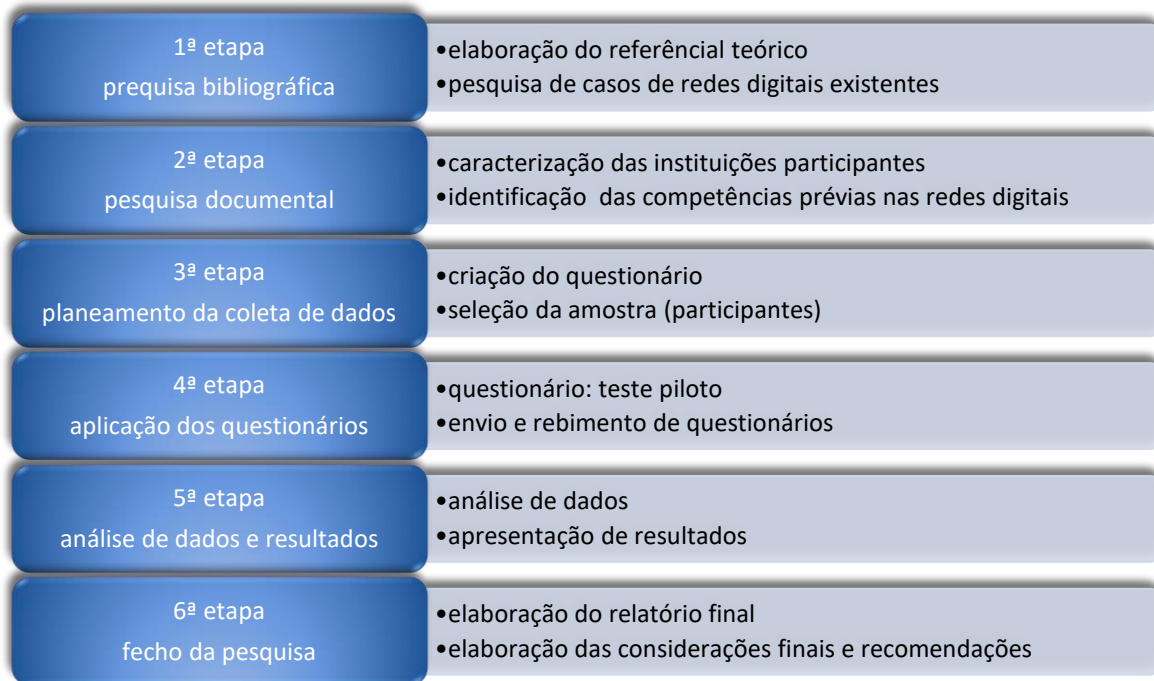 1ª etapa
prequisa bibliográfica
•elaboração do referêncial teórico
•pesquisa de casos de redes digitais existentes
2ª etapa
pesquisa documental
•caracterização das instituições participantes
•identificação das competências prévias nas redes digitais
3ª etapa
planeamento da coleta de dados
•criação do questionário
•seleção da amostra (participantes)
4ª etapa
aplicação dos questionários
•questionário: teste piloto
•envio e rebimento de questionários
5ª etapa
análise de dados e resultados
•análise de dados
•apresentação de resultados
6ª etapa
fecho da pesquisa
•elaboração do relatório final
•elaboração das considerações finais e recomendações